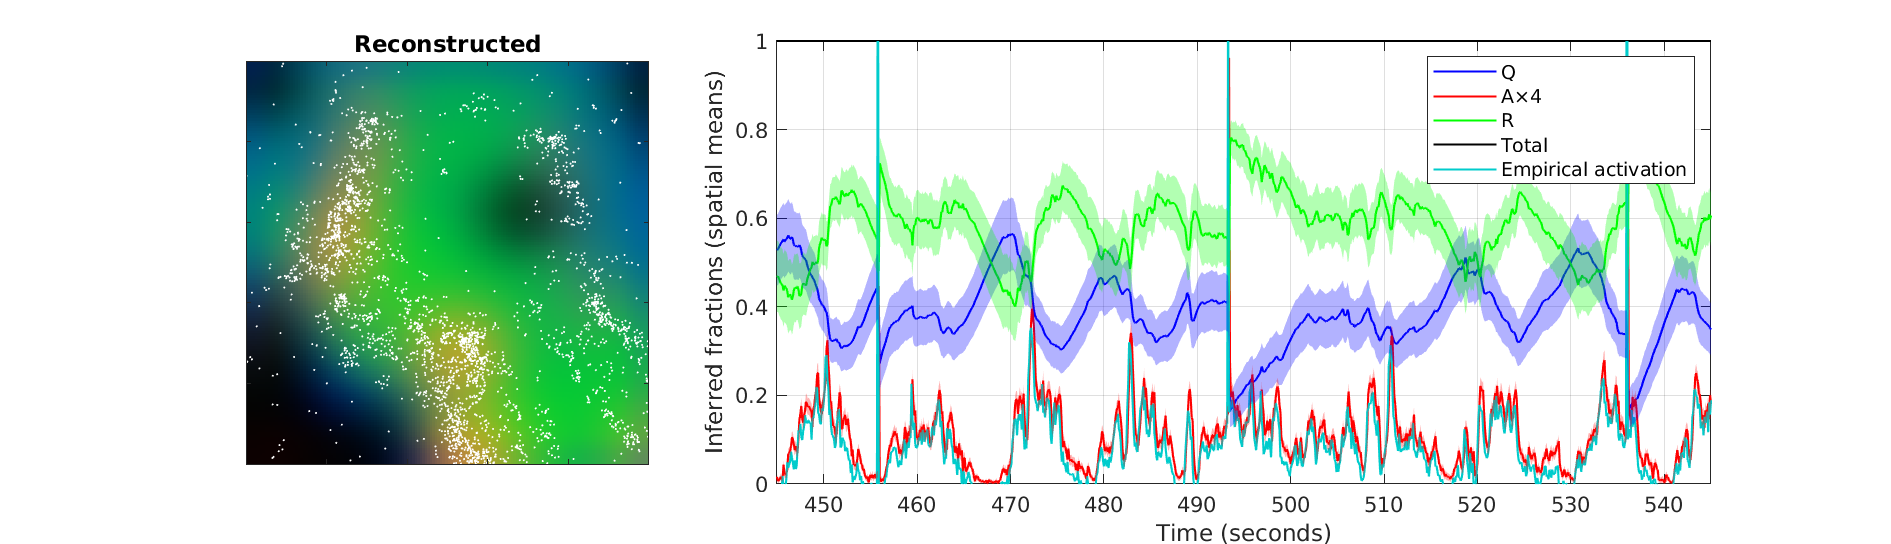 Reconstructed
Inferred fractions (spatial means)
1
0.8
0.6
0.4
0.2
0
Q
A×4
R
Total
Empirical activation
450 460 470 480 490 500 510 520 530 540
Time (seconds)